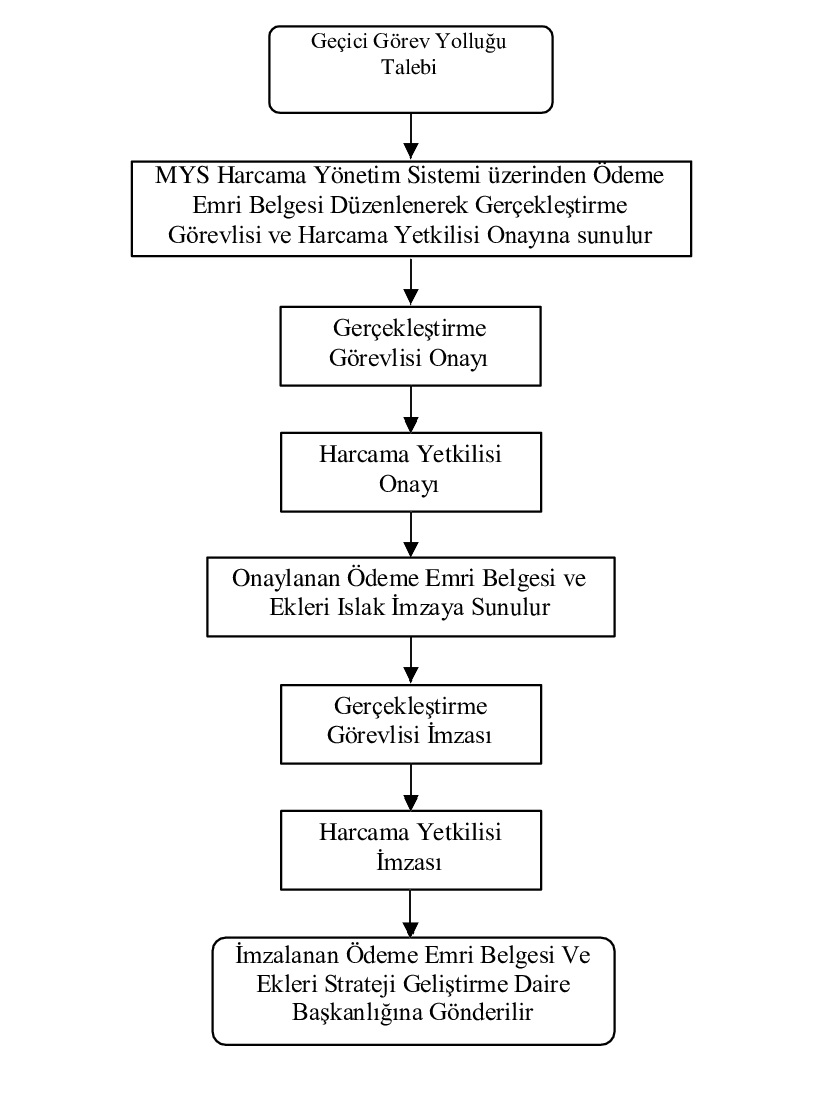 Geçici Görev Yolluğu
Talebi
MYS Harcama Yönetim Sistemi üzerinden Ödeme
Emri Belgesi Düzenlenerek Gerçekleştirme
Görevlisi ve Harcama Yetkilisi Onayına sunulur
Gerçekleştirme
Görevlisi Onayı
Harcama Yetkilisi
Onayı
Onaylanan Ödeme Emri Belgesi ve
Ekleri Islak İmzaya Sunulur
Gerçekleştirme
Görevlisi İmzası
Harcama Yetkilisi
İmzası
İmzalanan Ödeme Emri Belgesi Ve
Ekleri Strateji Geliştirme Daire
Başkanlığına Gönderilir